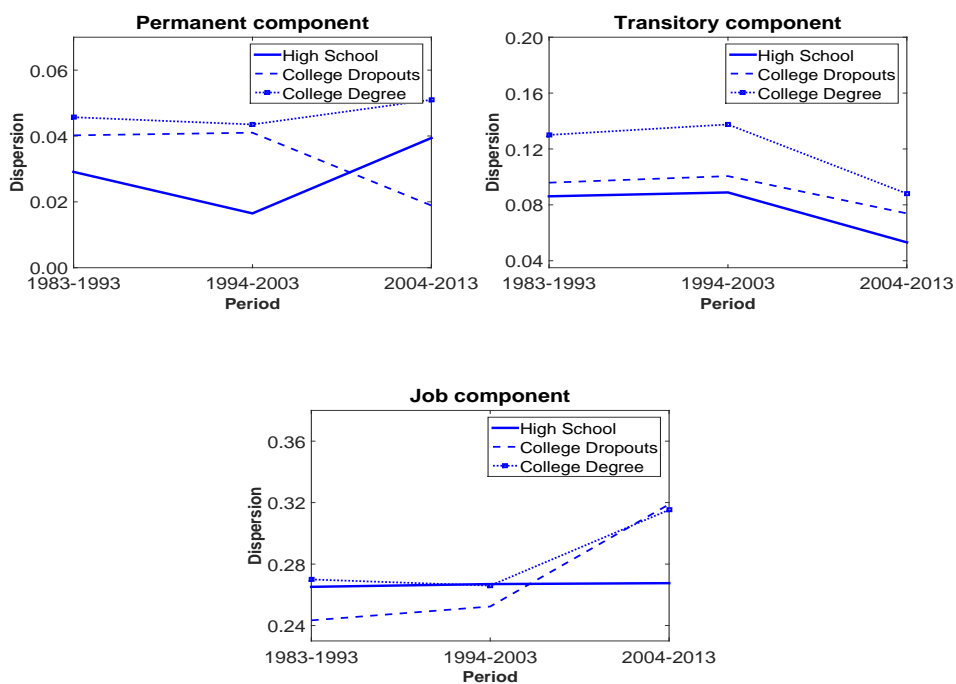 Permanent component
Dispersion
0.06
0.04
0.02
0.00
High School
College Dropouts
College Degree
1983-1993
1994-2003
2004-2013
Period
Transitory component
Dispersion
0.20
0.16
0.12
0.08
0.04
High School
College Dropouts
College Degree
1983-1993
1994-2003
2004-2013
Period
Job component
Dispersion
0.36
0.32
0.28
0.24
High School
College Dropouts
College Degree
1983-1993
1994-2003
2004-2013
Period